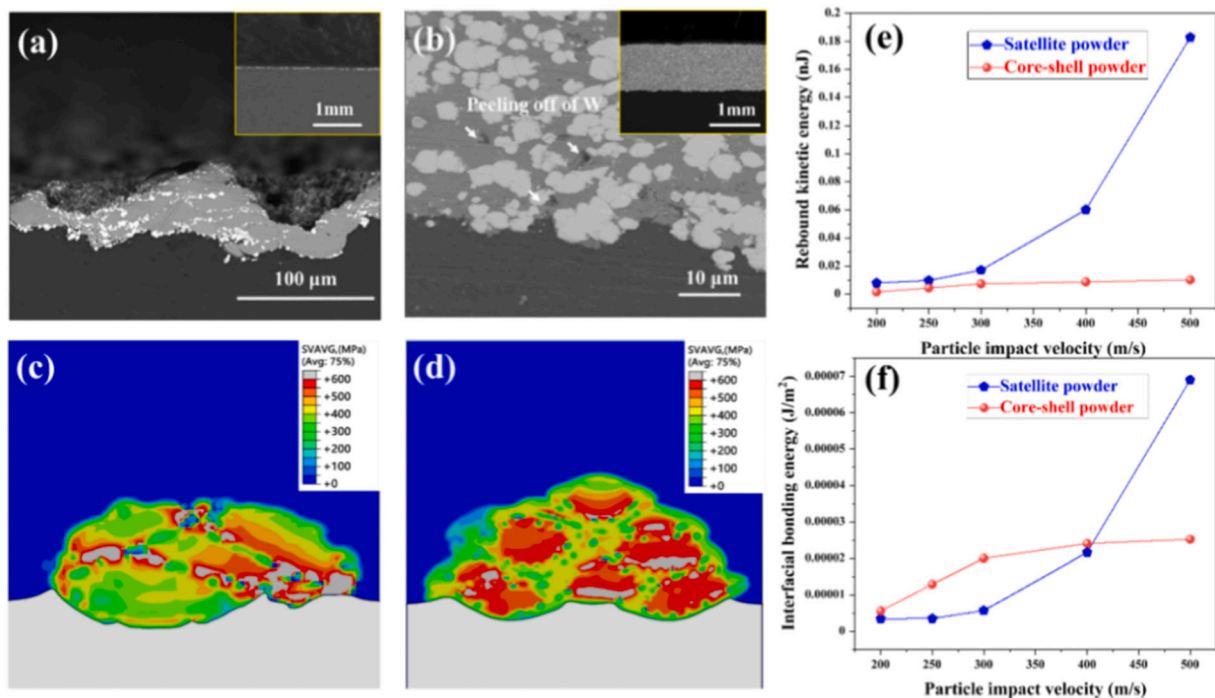 (a)
1mm
100 μm
(b)
Peeling off of W
1mm
10 μm
(c)
SVAVG,(MPa)
(Avg: 75%)
+600
+500
+400
+300
+200
+100
+0
(d)
SVAVG,(MPa)
(Avg: 75%)
+600
+500
+400
+300
+200
+100
+0
(e)
Satellite powder
Core-shell powder
Rebound kinetic energy (nJ)
0.2
0.18
0.16
0.14
0.12
0.1
0.08
0.06
0.04
0.02
0
200
250
300
350
400
450
500
Particle impact velocity (m/s)
(f)
Satellite powder
Core-shell powder
Interfacial bonding energy (J/m²)
0.00007
0.00006
0.00005
0.00004
0.00003
0.00002
0.00001
0
200
250
300
350
400
450
500
Particle impact velocity (m/s)